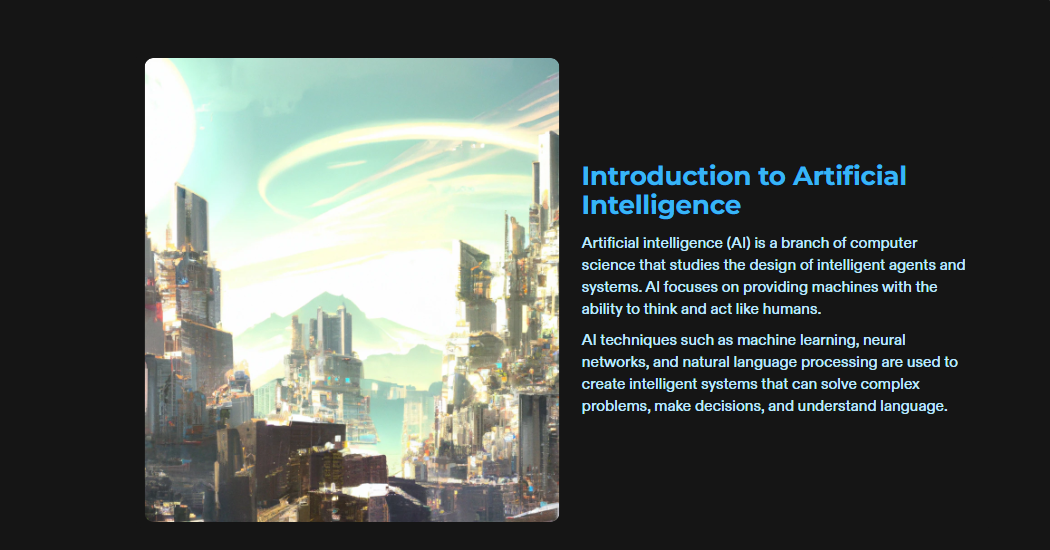 Introduction to Artificial
Intelligence
Artificial intelligence (AI) is a branch of computer
science that studies the design of intelligent agents and
systems. AI focuses on providing machines with the
ability to think and act like humans.
AI techniques such as machine learning, neural
networks, and natural language processing are used to
create intelligent systems that can solve complex
problems, make decisions, and understand language.